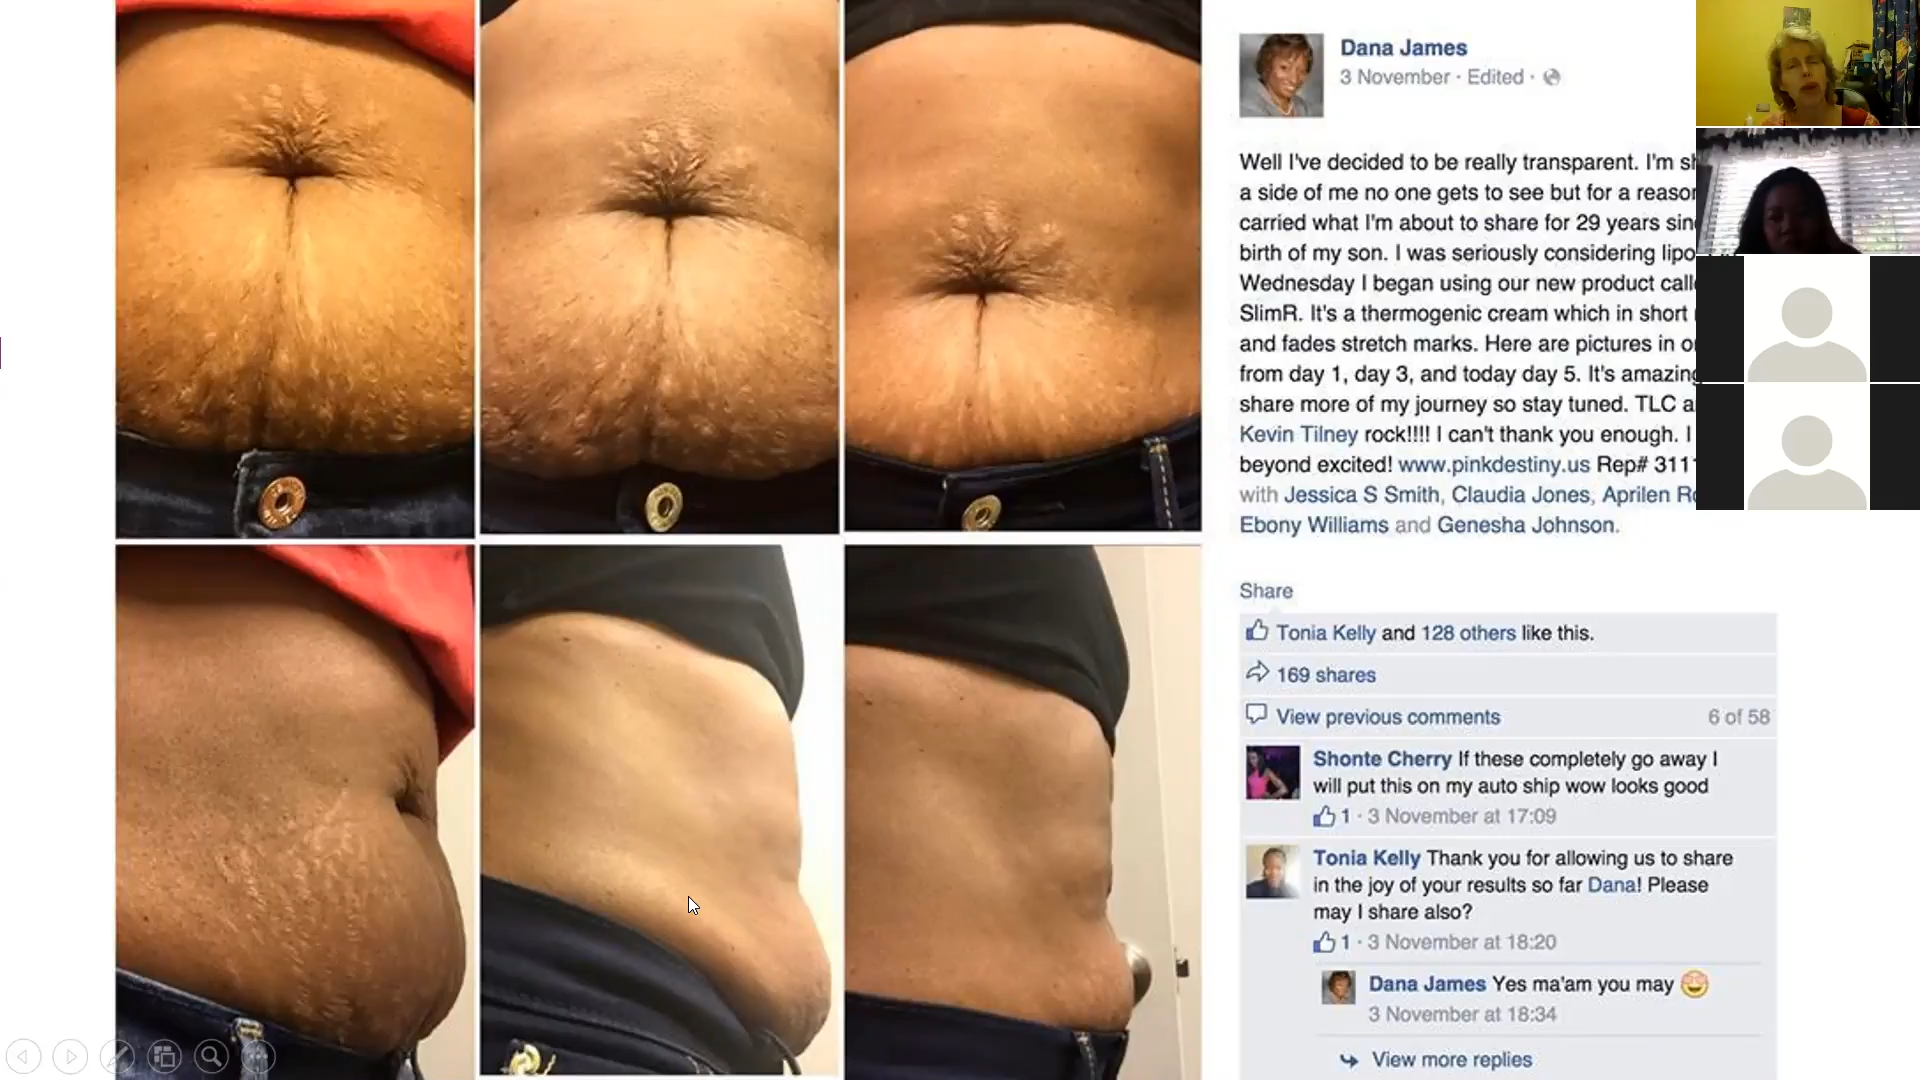 Dana James
3 November · Edited ·
Well I've decided to be really transparent. I'm
a side of me no one gets to see but for a reason
carried what I'm about to share for 29 years
birth of my son. I was seriously considering lipo
Wednesday I began using our new product
SlimR. It's a thermogenic cream which in short
and fades stretch marks. Here are pictures in
from day 1, day 3, and today day 5. It's amazing
share more of my journey so stay tuned. TLC
Kevin Tilney rock!!!! I can't thank you enough. I
beyond excited! www.pinkdestiny.us Rep# 311
with Jessica S Smith, Claudia Jones, Aprilen
Ebony Williams and Genesha Johnson.
Share
Tonia Kelly and 128 others like this.
169 shares
View previous comments 6 of 58
Shonte Cherry If these completely go away I
will put this on my auto ship wow looks good
1 · 3 November at 17:09
Tonia Kelly Thank you for allowing us to share
in the joy of your results so far Dana! Please
may I share also?
1 · 3 November at 18:20
Dana James Yes ma'am you may
3 November at 18:34
View more replies